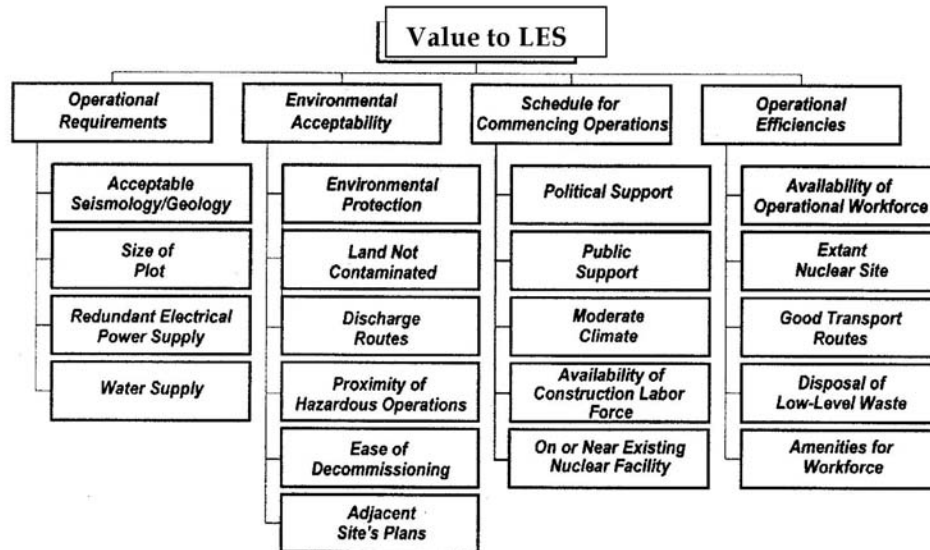 Value to LES
Operational
Requirements
Environmental
Acceptability
Schedule for
Commencing Operations
Operational
Efficiencies
Acceptable
Seismology/Geology
Size of
Plot
Redundant Electrical
Power Supply
Water Supply
Environmental
Protection
Land Not
Contaminated
Discharge
Routes
Proximity of
Hazardous Operations
Ease of
Decommissioning
Adjacent
Site's Plans
Political Support
Public
Support
Moderate
Climate
Availability of
Construction Labor
Force
On or Near Existing
Nuclear Facility
Availability of
Operational Workforce
Extant
Nuclear Site
Good Transport
Routes
Disposal of
Low-Level Waste
Amenities for
Workforce